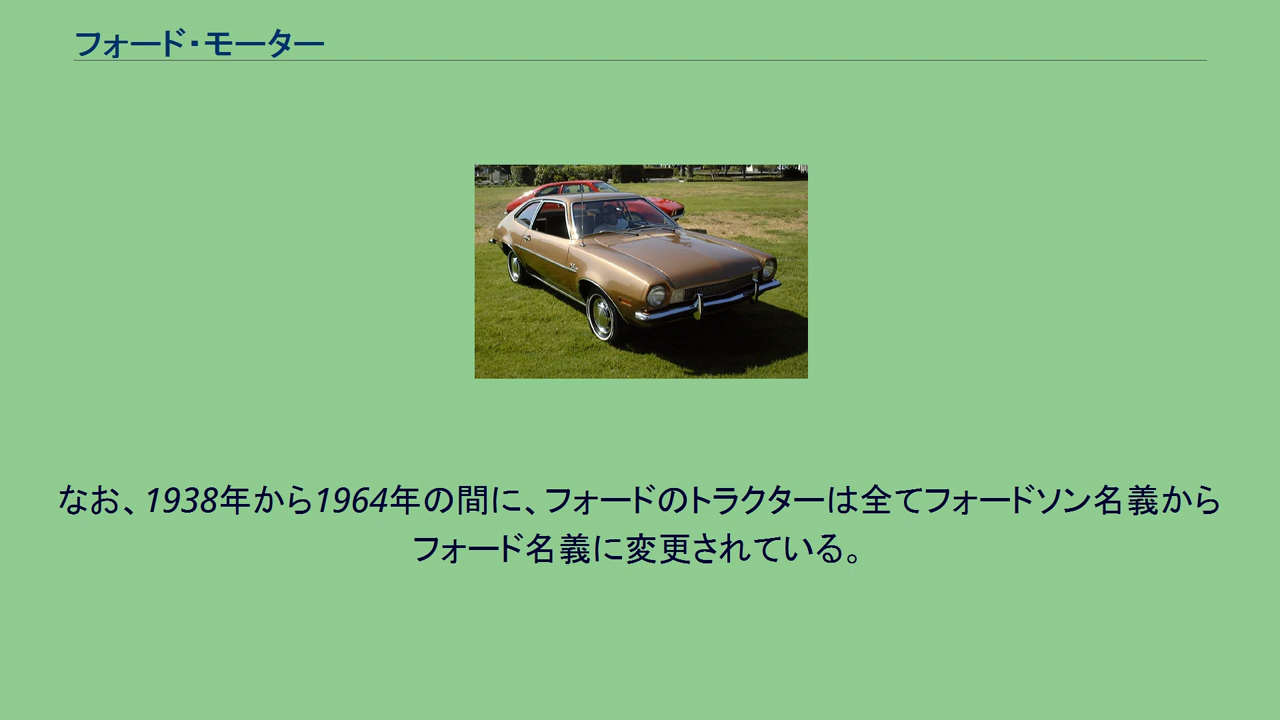 フォード・モーター
なお、1938年から1964年の間に、フォードのトラクターは全てフォードソン名義から
フォード名義に変更されている。